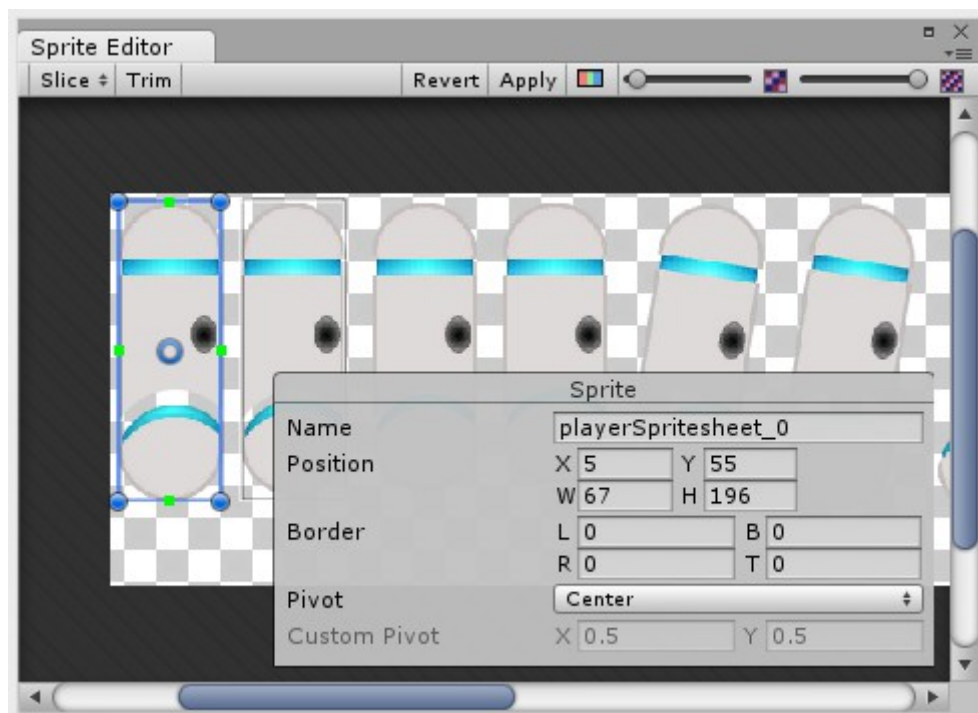 Sprite Editor
Slice Trim Revert Apply
Sprite
Name playerSpritesheet_0
Position X 5 Y 55
W 67 H 196
Border L 0 B 0
R 0 T 0
Pivot Center
Custom Pivot X 0.5 Y 0.5